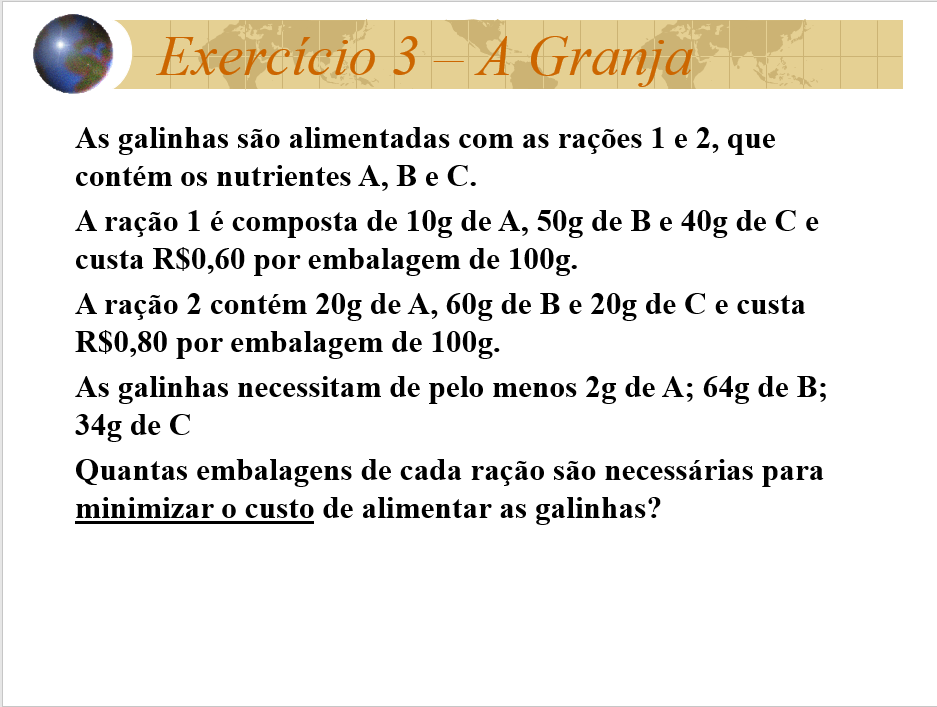 Exercício 3 – A Granja
As galinhas são alimentadas com as rações 1 e 2, que
contém os nutrientes A, B e C.
A ração 1 é composta de 10g de A, 50g de B e 40g de C e
custa R$0,60 por embalagem de 100g.
A ração 2 contém 20g de A, 60g de B e 20g de C e custa
R$0,80 por embalagem de 100g.
As galinhas necessitam de pelo menos 2g de A; 64g de B;
34g de C
Quantas embalagens de cada ração são necessárias para
minimizar o custo de alimentar as galinhas?